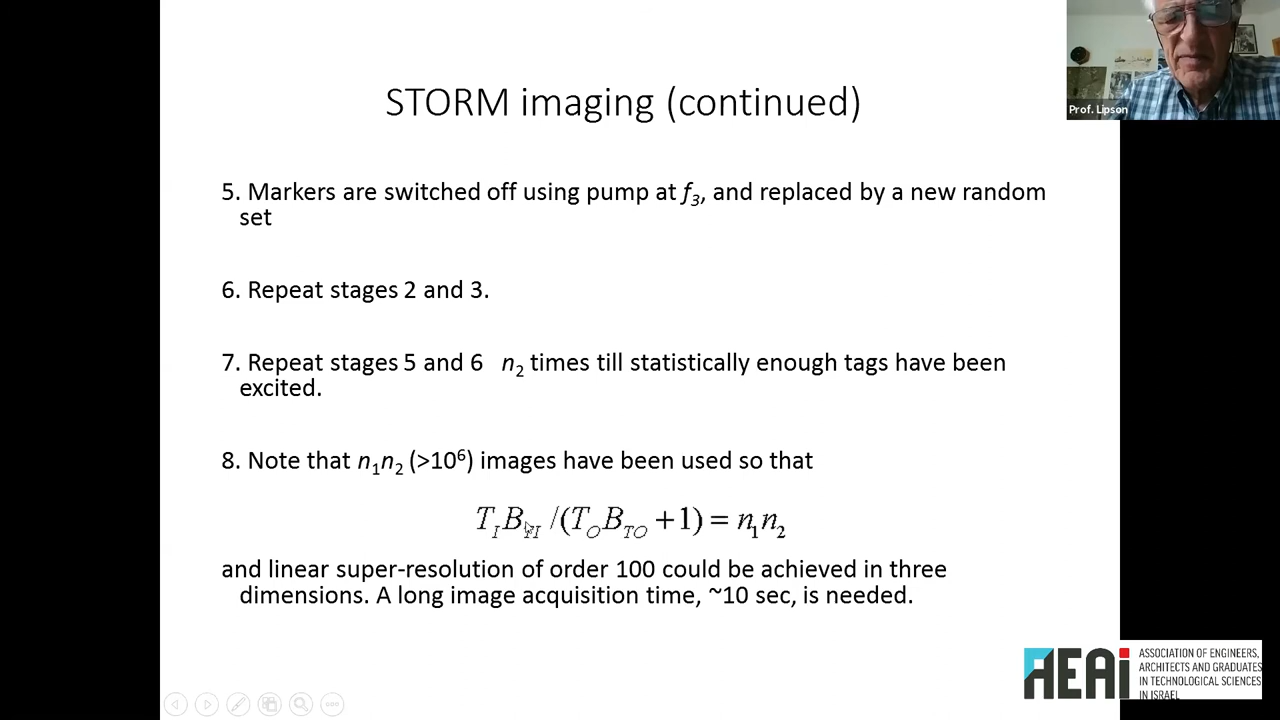 Prof. Lipson
STORM imaging (continued)
5. Markers are switched off using pump at f₃, and replaced by a new random
set
6. Repeat stages 2 and 3.
7. Repeat stages 5 and 6 n₂ times till statistically enough tags have been
excited.
8. Note that n₁n₂ (>10⁶) images have been used so that
T_I B_TI /(T_O B_TO +1) = n₁n₂
and linear super-resolution of order 100 could be achieved in three
dimensions. A long image acquisition time, ~10 sec, is needed.
AEAi
ASSOCIATION OF ENGINEERS,
ARCHITECTS AND GRADUATES
IN TECHNOLOGICAL SCIENCES
IN ISRAEL